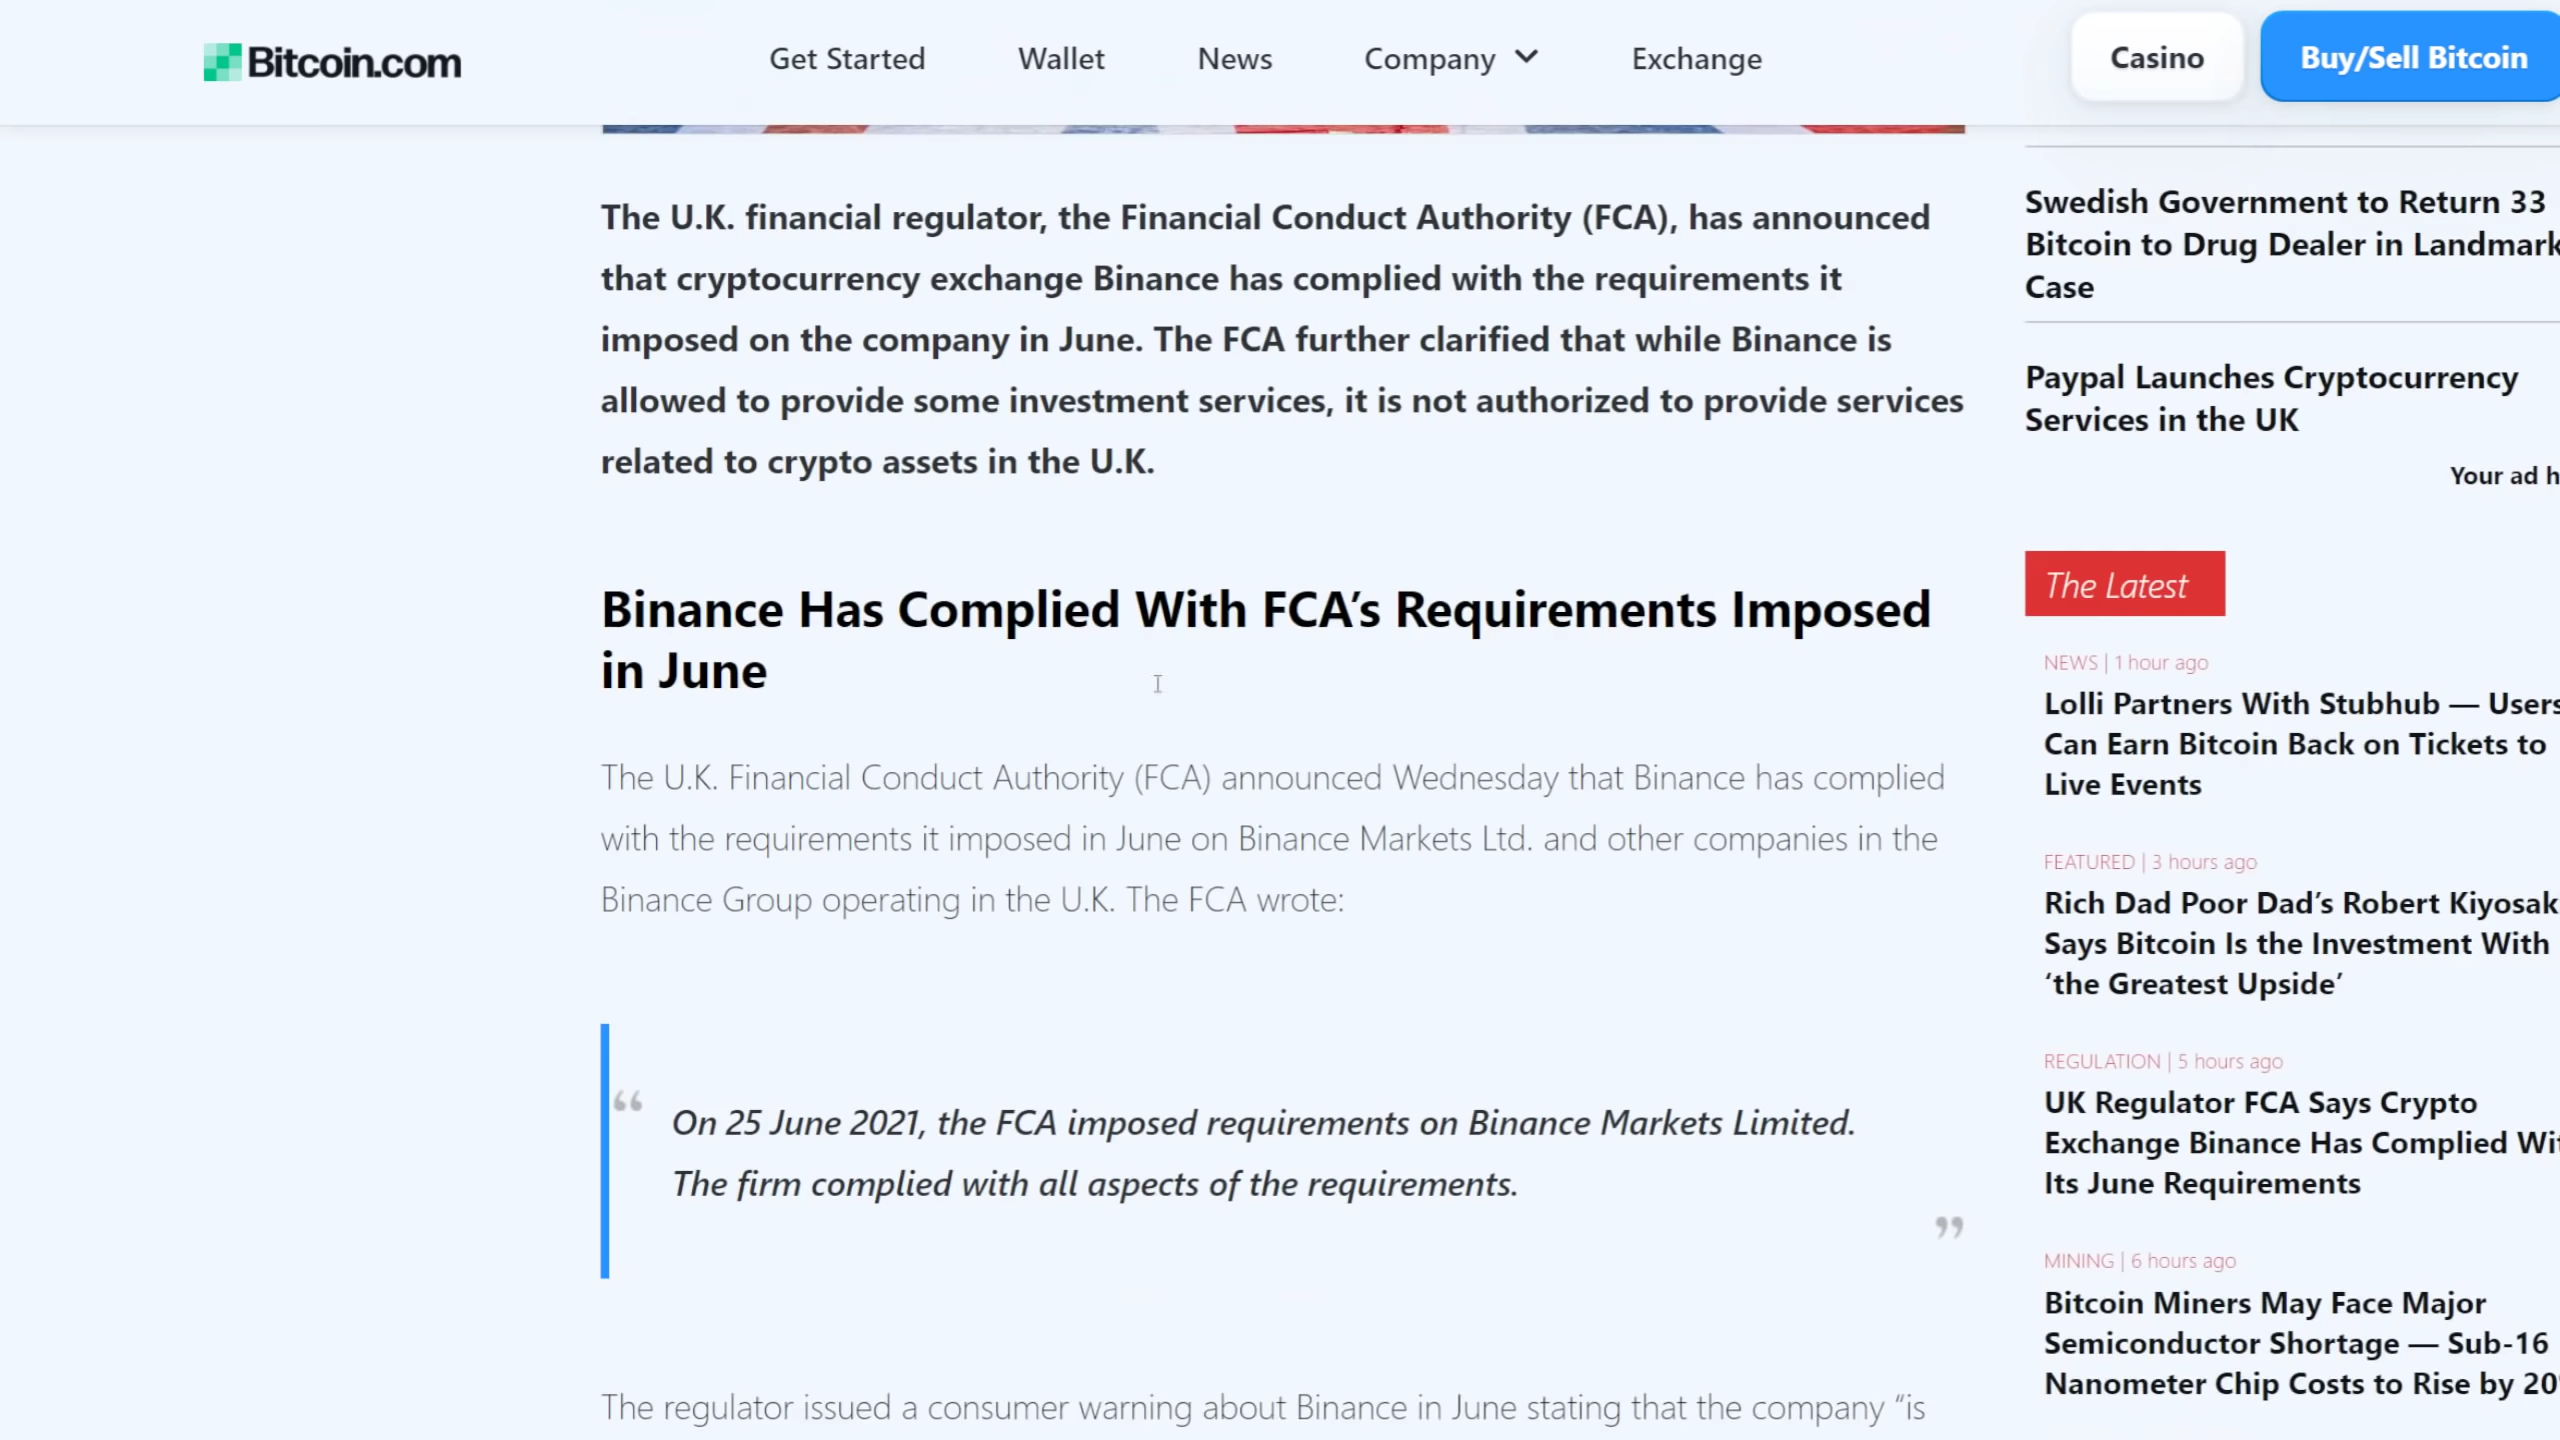 Bitcoin.com
Get Started
Wallet
News
Company
Exchange
Casino
Buy/Sell Bitcoin
The U.K. financial regulator, the Financial Conduct Authority (FCA), has announced
that cryptocurrency exchange Binance has complied with the requirements it
imposed on the company in June. The FCA further clarified that while Binance is
allowed to provide some investment services, it is not authorized to provide services
related to crypto assets in the U.K.
Binance Has Complied With FCA’s Requirements Imposed
in June
The U.K. Financial Conduct Authority (FCA) announced Wednesday that Binance has complied
with the requirements it imposed in June on Binance Markets Ltd. and other companies in the
Binance Group operating in the U.K. The FCA wrote:
“ On 25 June 2021, the FCA imposed requirements on Binance Markets Limited.
The firm complied with all aspects of the requirements. ”
The regulator issued a consumer warning about Binance in June stating that the company “is
Swedish Government to Return 33
Bitcoin to Drug Dealer in Landmark
Case
Paypal Launches Cryptocurrency
Services in the UK
Your ad
The Latest
NEWS | 1 hour ago
Lolli Partners With Stubhub — Users
Can Earn Bitcoin Back on Tickets to
Live Events
FEATURED | 3 hours ago
Rich Dad Poor Dad’s Robert
Says Bitcoin Is the Investment With
‘the Greatest Upside’
REGULATION | 5 hours ago
UK Regulator FCA Says Crypto
Exchange Binance Has Complied
Its June Requirements
MINING | 6 hours ago
Bitcoin Miners May Face Major
Semiconductor Shortage — Sub-16
Nanometer Chip Costs to Rise by